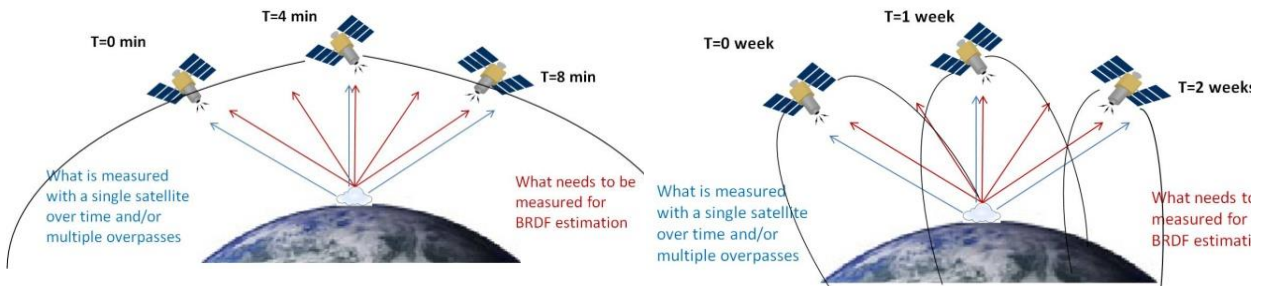 T=4 min
T=0 min
T=8 min
What is measured
with a single satellite
over time and/or
multiple overpasses
What needs to be
measured for
BRDF estimation
T=1 week
T=0 week
T=2 weeks
What is measured
with a single satellite
over time and/or
multiple overpasses
What needs to
measured for
BRDF estimati